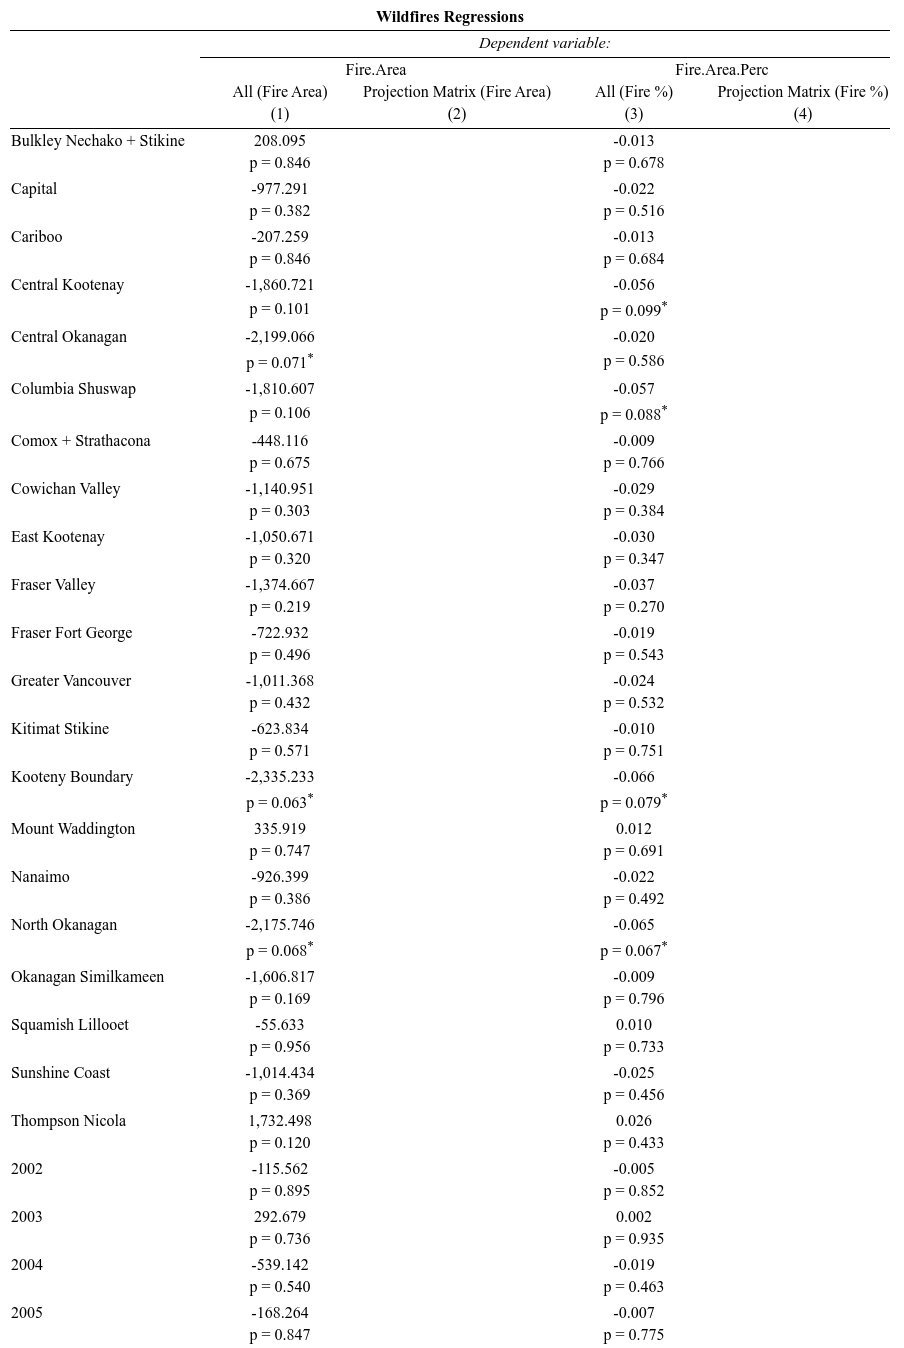 Wildfires Regressions
Dependent variable:
Fire.Area Fire.Area.Perc
All (Fire Area) Projection Matrix (Fire Area) All (Fire %) Projection Matrix (Fire %)
(1) (2) (3) (4)
Bulkley Nechako + Stikine 208.095 -0.013
p = 0.846 p = 0.678
Capital -977.291 -0.022
p = 0.382 p = 0.516
Cariboo -207.259 -0.013
p = 0.846 p = 0.684
Central Kootenay -1,860.721 -0.056
p = 0.101 p = 0.099*
Central Okanagan -2,199.066 -0.020
p = 0.071* p = 0.586
Columbia Shuswap -1,810.607 -0.057
p = 0.106 p = 0.088*
Comox + Strathacona -448.116 -0.009
p = 0.675 p = 0.766
Cowichan Valley -1,140.951 -0.029
p = 0.303 p = 0.384
East Kootenay -1,050.671 -0.030
p = 0.320 p = 0.347
Fraser Valley -1,374.667 -0.037
p = 0.219 p = 0.270
Fraser Fort George -722.932 -0.019
p = 0.496 p = 0.543
Greater Vancouver -1,011.368 -0.024
p = 0.432 p = 0.532
Kitimat Stikine -623.834 -0.010
p = 0.571 p = 0.751
Kooteny Boundary -2,335.233 -0.066
p = 0.063* p = 0.079*
Mount Waddington 335.919 0.012
p = 0.747 p = 0.691
Nanaimo -926.399 -0.022
p = 0.386 p = 0.492
North Okanagan -2,175.746 -0.065
p = 0.068* p = 0.067*
Okanagan Similkameen -1,606.817 -0.009
p = 0.169 p = 0.796
Squamish Lillooet -55.633 0.010
p = 0.956 p = 0.733
Sunshine Coast -1,014.434 -0.025
p = 0.369 p = 0.456
Thompson Nicola 1,732.498 0.026
p = 0.120 p = 0.433
2002 -115.562 -0.005
p = 0.895 p = 0.852
2003 292.679 0.002
p = 0.736 p = 0.935
2004 -539.142 -0.019
p = 0.540 p = 0.463
2005 -168.264 -0.007
p = 0.847 p = 0.775